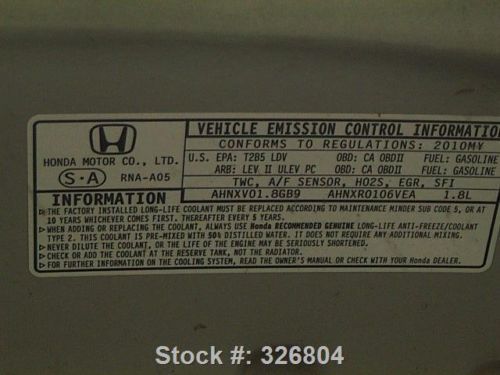 VEHICLE EMISSION CONTROL INFORMATION
CONFORMS TO REGULATIONS: 2010MY
HONDA MOTOR CO., LTD.
U.S. EPA: T2B5 LDV OBD: CA OBDII FUEL: GASOLINE
ARB: LEV II ULEV PC OBD: CA OBDII FUEL: GASOLINE
S·A RNA-A05
TWC, A/F SENSOR, HO2S, EGR, SFI
INFORMATION
AHNXV01.8GB9 AHNXR0106VEA 1.8L
THE FACTORY INSTALLED LONG-LIFE COOLANT MUST BE REPLACED ACCORDING TO MAINTENANCE MINDER SUB CODE 5, OR AT
10 YEARS WHICHEVER COMES FIRST. THEREAFTER EVERY 5 YEARS.
WHEN ADDING OR REPLACING THE COOLANT, ALWAYS USE Honda RECOMMENDED GENUINE LONG-LIFE ANTI-FREEZE/COOLANT
TYPE 2. THIS COOLANT IS PRE-MIXED WITH 50% DISTILLED WATER. IT DOES NOT REQUIRE ANY ADDITIONAL MIXING.
NEVER DILUTE THE COOLANT, OR THE LIFE OF THE ENGINE MAY BE SERIOUSLY SHORTENED.
CHECK AND ADD AT THE RESERVE TANK, NOT THE RADIATOR.
FOR FURTHER INFORMATION ON THE COOLING SYSTEM, READ THE OWNER'S MANUAL OR CHECK WITH YOUR Honda DEALER.
Stock #: 326804